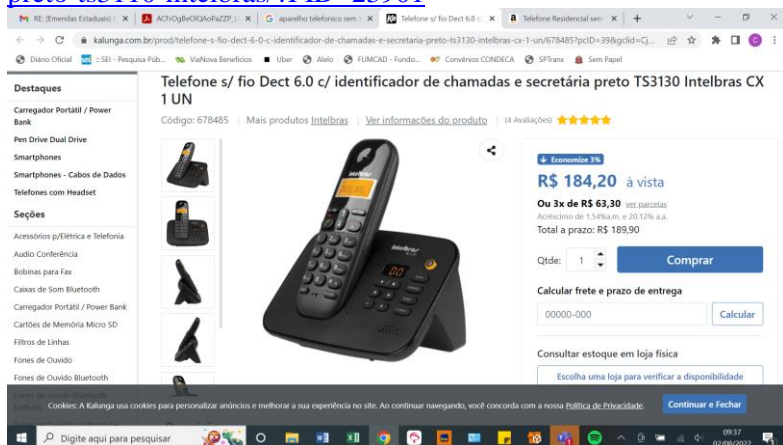 preto-ts3110-intelbras/v?ID=23961
RE: (Emendas Estaduais)
ACFrOgBeOlQAoPaZZP_
aparelho telefonico sem
Telefone s/ fio Dect 6.0 c/
Telefone Residencial sem
kalunga.com.br/prod/telefone-s-fio-dect-6-0-c-identificador-de-chamadas-e-secretaria-preto-ts3130-intelbras-cx-1-un/678485?pcID=39&gclid=Cj...
Diário Oficial
:: SEI - Pesquisa Púb...
ViaNova Benefícios
Uber
Alelo
FUMCAD - Fundo...
Convênios CONDECA
SPTrans
Sem Papel
Destaques
Carregador Portátil / Power
Bank
Pen Drive Dual Drive
Smartphones
Smartphones - Cabos de Dados
Telefones com Headset
Seções
Acessórios p/Elétrica e Telefonia
Audio Conferência
Bobinas para Fax
Caixas de Som Bluetooth
Carregador Portátil / Power Bank
Cartões de Memória Micro SD
Filtros de Linhas
Fones de Ouvido
Fones de Ouvido Bluetooth
Telefone s/ fio Dect 6.0 c/ identificador de chamadas e secretária preto TS3130 Intelbras CX
1 UN
Código: 678485 | Mais produtos Intelbras | Ver informações do produto | (4 Avaliações)
intelbras
intelbras
00
Economize 3%
R$ 184,20 à vista
Ou 3x de R$ 63,30 ver parcelas
Acréscimo de 1,54%a.m. e 20,12% a.a.
Total a prazo: R$ 189,90
Qtde: 1 Comprar
Calcular frete e prazo de entrega
00000-000 Calcular
Consultar estoque em loja física
Escolha uma loja para verificar a disponibilidade
Cookies: A Kalunga usa cookies para personalizar anúncios e melhorar a sua experiência no site. Ao continuar navegando, você concorda com a nossa Política de Privacidade.
Continuar e Fechar
Digite aqui para pesquisar
09:37
02/08/2022